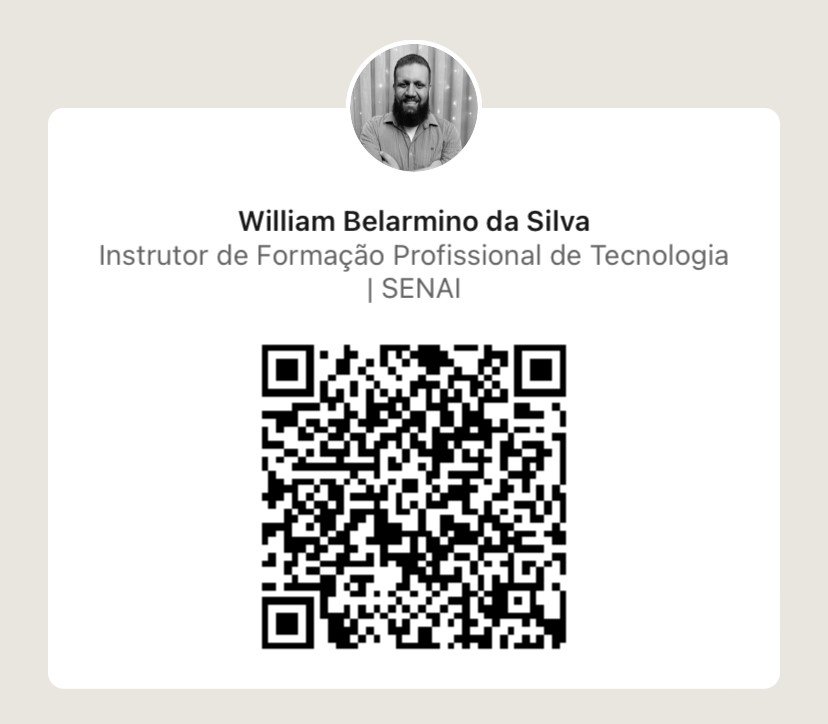 William Belarmino da Silva
Instrutor de Formação Profissional de Tecnologia
| SENAI